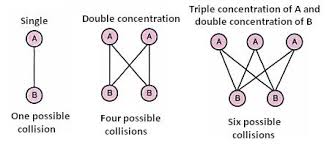 Single
A
B
One possible
collision
Double concentration
A A
B B
Four possible
collisions
Triple concentration of A and
double concentration of B
A A A
B B
Six possible
collisions